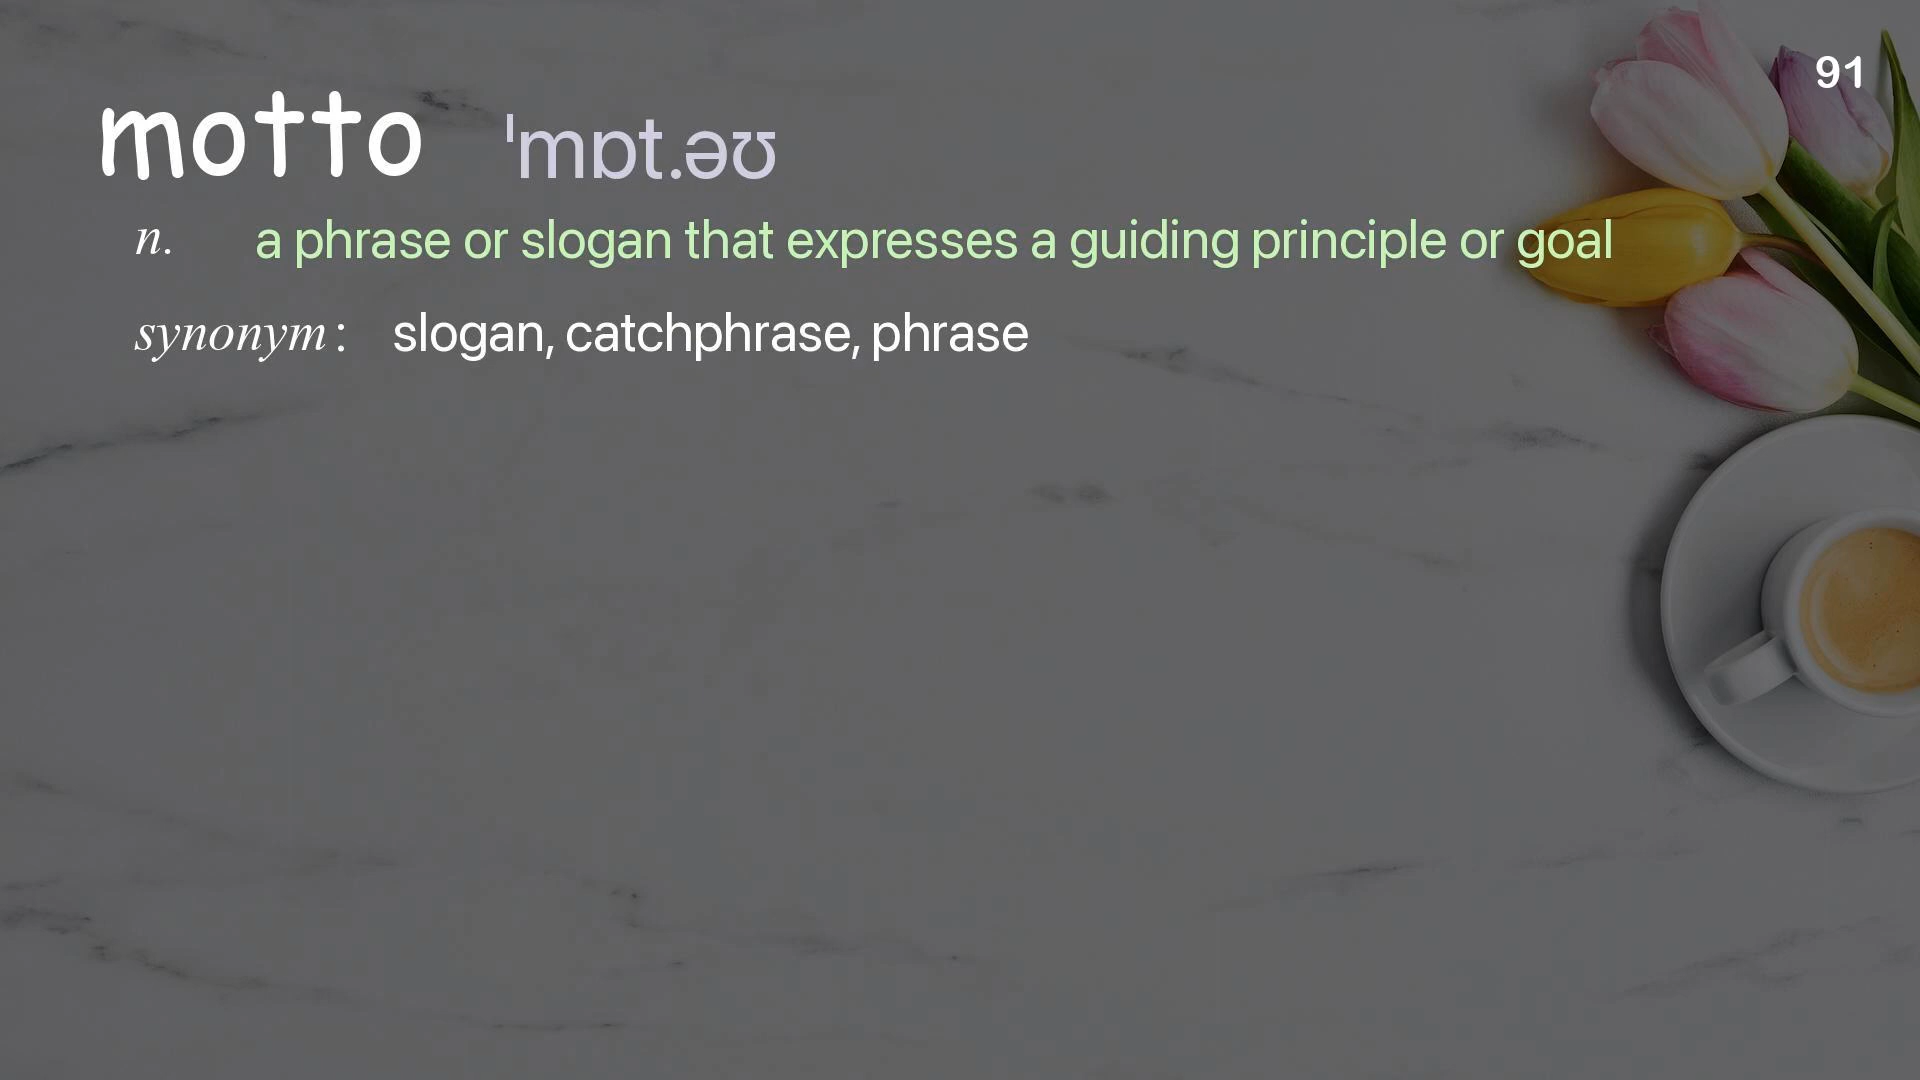 91
motto ˈmɒt.əʊ
n. a phrase or slogan that expresses a guiding principle or goal
synonym: slogan, catchphrase, phrase